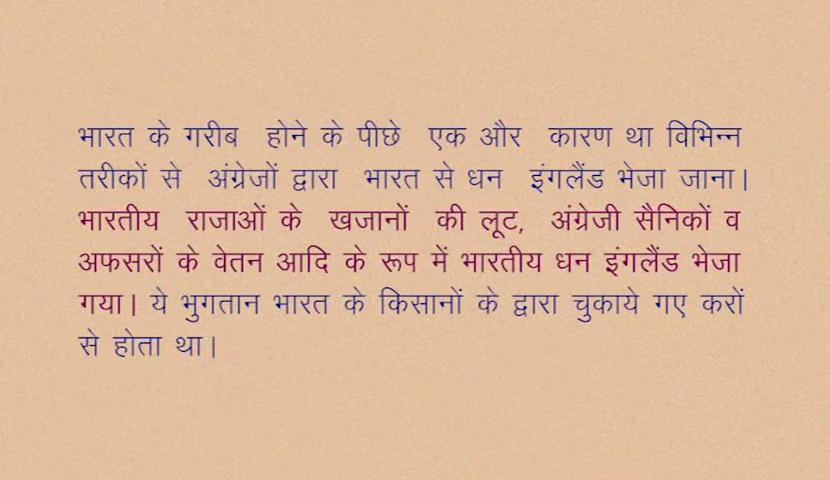 भारत के गरीब होने के पीछे एक और कारण था विभिन्न
तरीकों से अंग्रेजों द्वारा भारत से धन इंगलैंड भेजा जाना।
भारतीय राजाओं के खजानों की लूट, अंग्रेजी सैनिकों व
अफसरों के वेतन आदि के रूप में भारतीय धन इंगलैंड भेजा
गया। ये भुगतान भारत के किसानों के द्वारा चुकाये गए करों
से होता था।